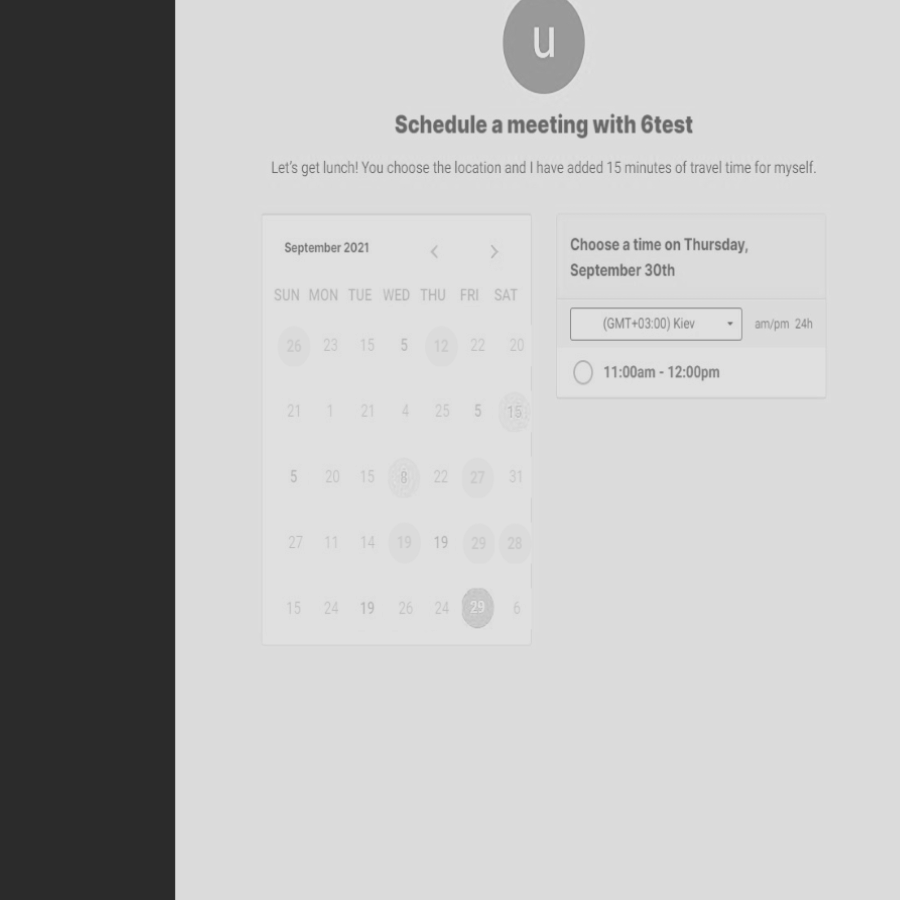 u
Schedule a meeting with 6test
Let's get lunch! You choose the location and I have added 15 minutes of travel time for myself.
September 2021
SUN MON TUE WED THU FRI SAT
26 23 15 5 12 22 20
21 1 21 4 25 5 15
5 20 15 8 22 27 31
27 11 14 19 19 29 28
15 24 19 26 24 29 6
Choose a time on Thursday,
September 30th
(GMT+03:00) Kiev am/pm 24h
11:00am - 12:00pm